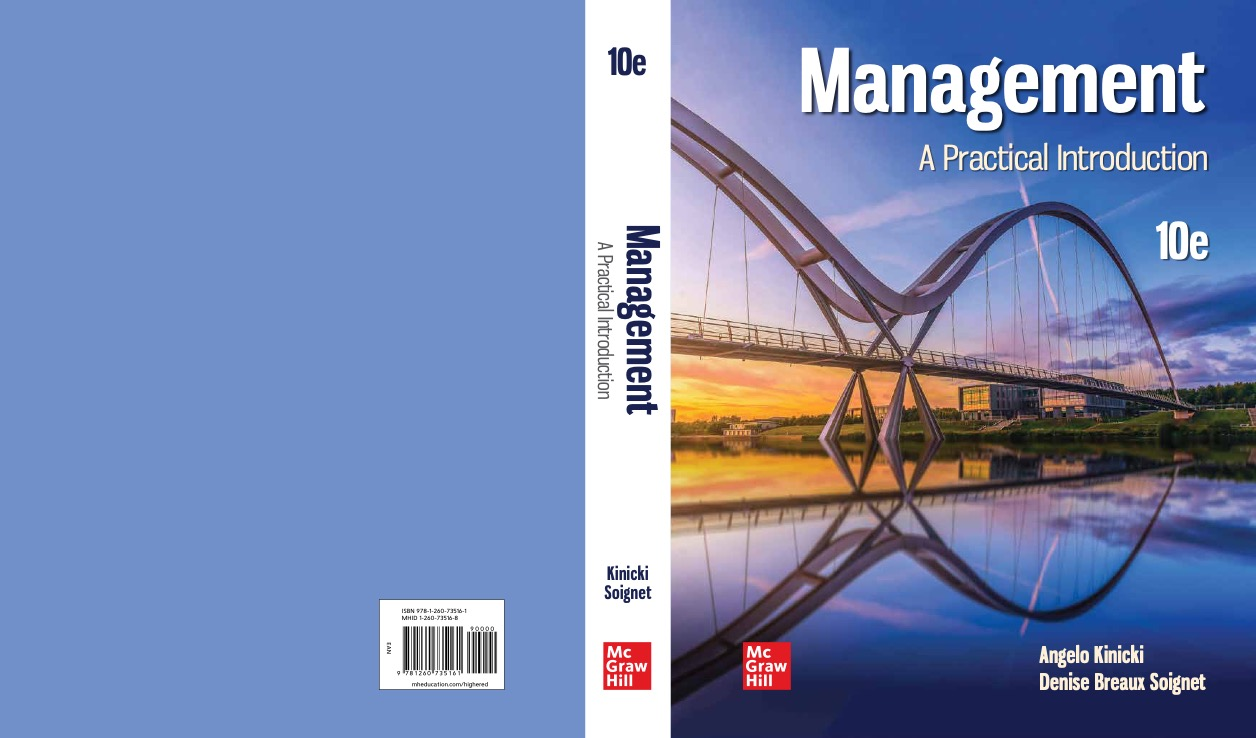 ISBN 978-1-260-73516-1
MHID 1-260-73516-8
90000
EAN
9 781260 735161
mheducation.com/highered
10e
Management
A Practical Introduction
Kinicki
Soignet
Mc
Graw
Hill
Management
A Practical Introduction
10e
Mc
Graw
Hill
Angelo Kinicki
Denise Breaux Soignet